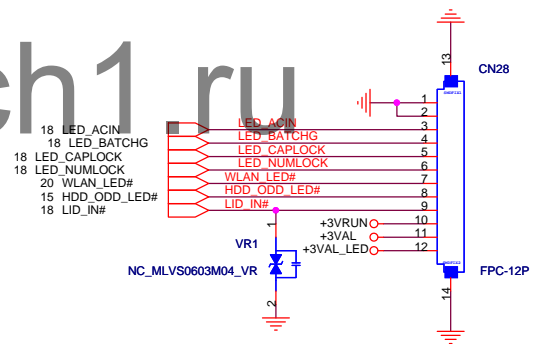 ch1.ru
13
CN28
1
2
18 LED_ACIN LED_ACIN 3
18 LED_BATCHG LED_BATCHG 4
18 LED_CAPLOCK LED_CAPLOCK 5
18 LED_NUMLOCK LED_NUMLOCK 6
20 WLAN_LED# WLAN_LED# 7
15 HDD_ODD_LED# HDD_ODD_LED# 8
18 LID_IN# LID_IN# 9
+3VRUN 10
+3VAL 11
+3VAL_LED 12
1
VR1
NC_MLVS0603M04_VR
2
FPC-12P
14